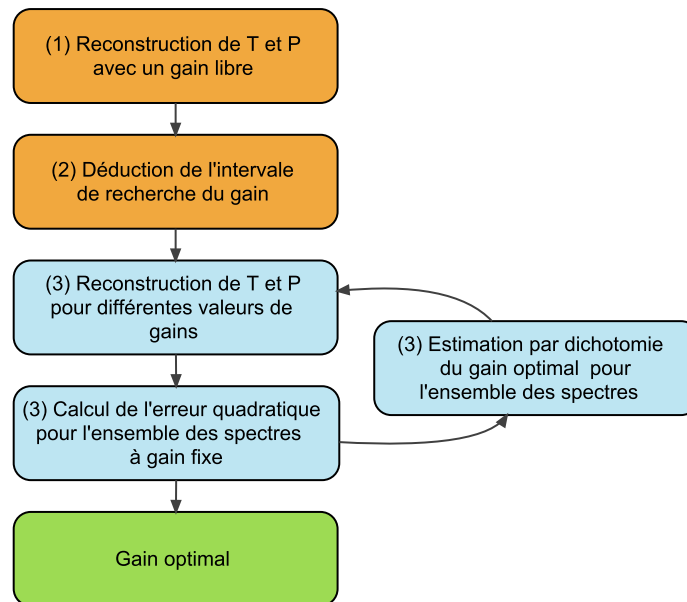 (1) Reconstruction de T et P
avec un gain libre
(2) Déduction de l'intervale
de recherche du gain
(3) Reconstruction de T et P
pour différentes valeurs de
gains
(3) Estimation par dichotomie
du gain optimal pour
l'ensemble des spectres
(3) Calcul de l'erreur quadratique
pour l'ensemble des spectres
à gain fixe
Gain optimal